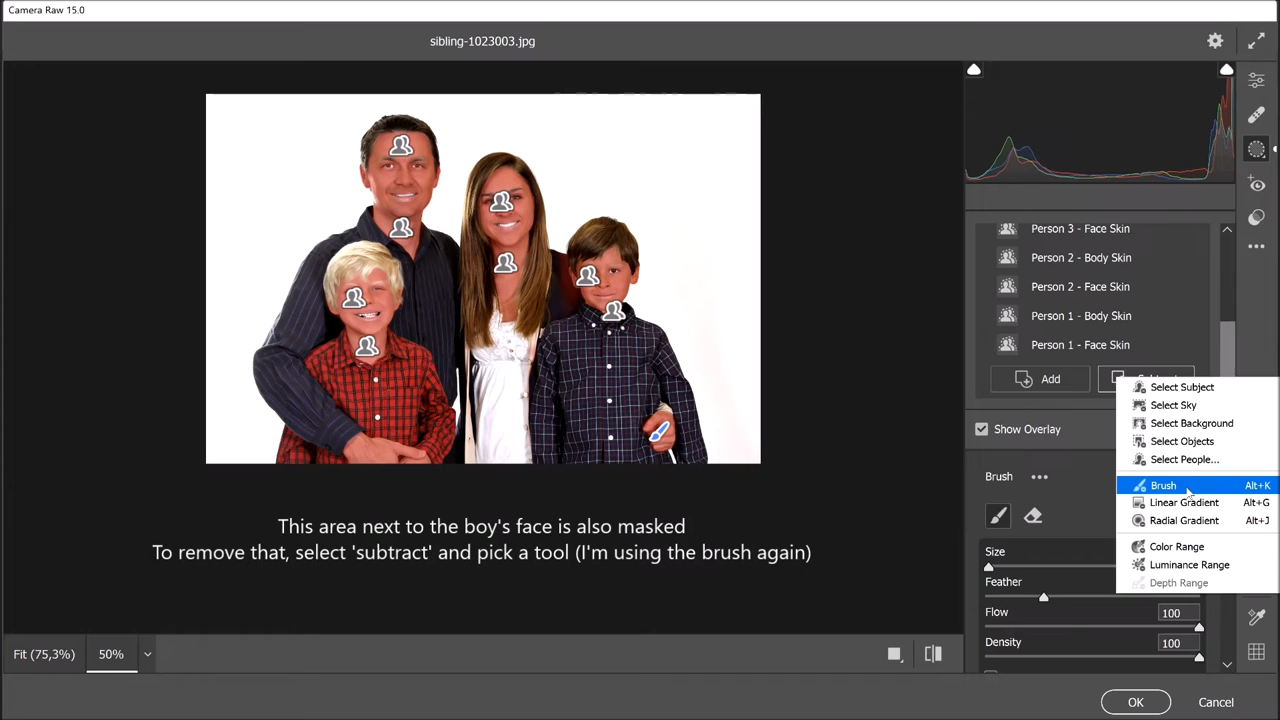 Camera Raw 15.0
sibling-1023003.jpg
Person 3 - Face Skin
Person 2 - Body Skin
Person 2 - Face Skin
Person 1 - Body Skin
Person 1 - Face Skin
Add
Select Subject
Select Sky
Show Overlay
Select Background
Select Objects
Select People...
Brush
Brush Alt+K
Linear Gradient Alt+G
Radial Gradient Alt+J
This area next to the boy's face is also masked
To remove that, select 'subtract' and pick a tool (I'm using the brush again)
Color Range
Size
Luminance Range
Feather
Depth Range
Flow 100
Density 100
Fit (75,3%) 50%
OK Cancel